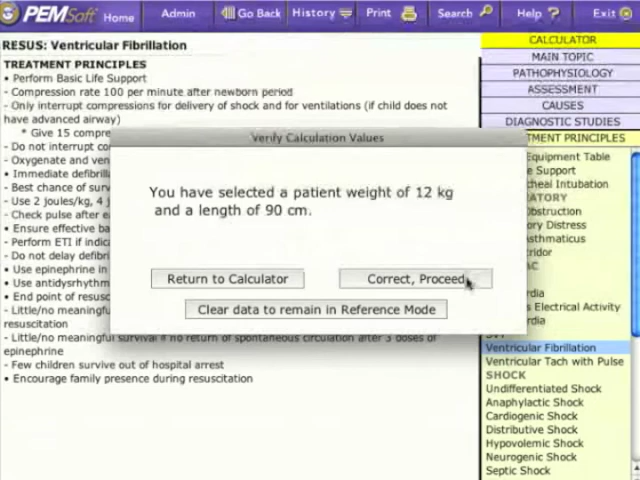 PEMSoft Home Admin Go Back History Print Search Help Exit
RESUS: Ventricular Fibrillation
TREATMENT PRINCIPLES
• Perform Basic Life Support
- Compression rate 100 per minute after newborn period
- Only interrupt compressions for delivery of shock and for ventilations (if child does not
have advanced airway)
* Give 15 compre
- Do not interrupt co
- Oxygenate and ven
• Immediate defibrill
- Best chance of surv
- Use 2 joules/kg, 4 j
- Check pulse after e
• Ensure effective ba
• Perform ETI if indica
- Do not delay defibri
• Use epinephrine in
• Use antidysrhythm
• End point of resusc
- Little/no meaningful
resuscitation
- Little/no meaningful survival if no return of spontaneous circulation after 3 doses of
epinephrine
- Few children survive out of hospital arrest
• Encourage family presence during resuscitation
Verify Calculation Values
You have selected a patient weight of 12 kg
and a length of 90 cm.
Return to Calculator
Correct, Proceed
Clear data to remain in Reference Mode
CALCULATOR
MAIN TOPIC
PATHOPHYSIOLOGY
ASSESSMENT
CAUSES
DIAGNOSTIC STUDIES
TMENT PRINCIPLES
Equipment Table
e Support
cheal Intubation
ATORY
Obstruction
ory Distress
sthmaticus
ridor
AC
rdia
s Electrical Activity
rdia
SVT
Ventricular Fibrillation
Ventricular Tach with Pulse
SHOCK
Undifferentiated Shock
Anaphylactic Shock
Cardiogenic Shock
Distributive Shock
Hypovolemic Shock
Neurogenic Shock
Septic Shock